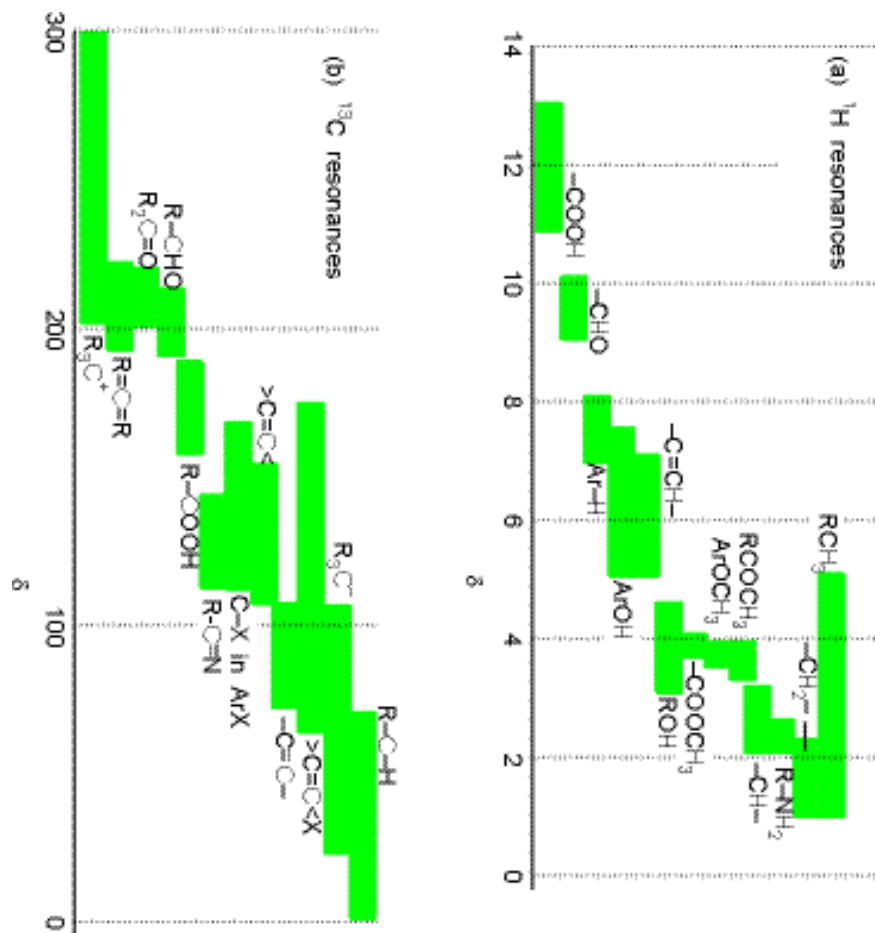 (a) ¹H resonances
–COOH
–CHO
Ar–H
–C=CH–
ArOH
ROH
–COOCH₃
ArOCH₃
RCOCH₃
–CH–
R–NH₂
–CH₂–
RCH₃
14 12 10 8 6 4 2 0
δ
(b) ¹³C resonances
R₃C⁺
R=C=R
R₂C=O
R–CHO
R–COOH
R-C≡N
C–X in ArX
>C=C<
–C=C–
>C=C<X
R₃C⁻
R–C–H
300 200 100 0
δ